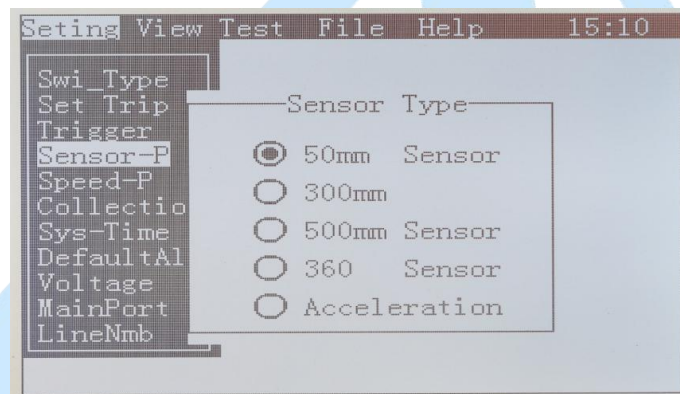 Seting View Test File Help 15:10
Swi_Type
Set Trip
Trigger
Sensor-P
Speed-P
Collectio
Sys-Time
DefaultAl
Voltage
MainPort
LineNmb
Sensor Type
50mm Sensor
300mm
500mm Sensor
360 Sensor
Acceleration